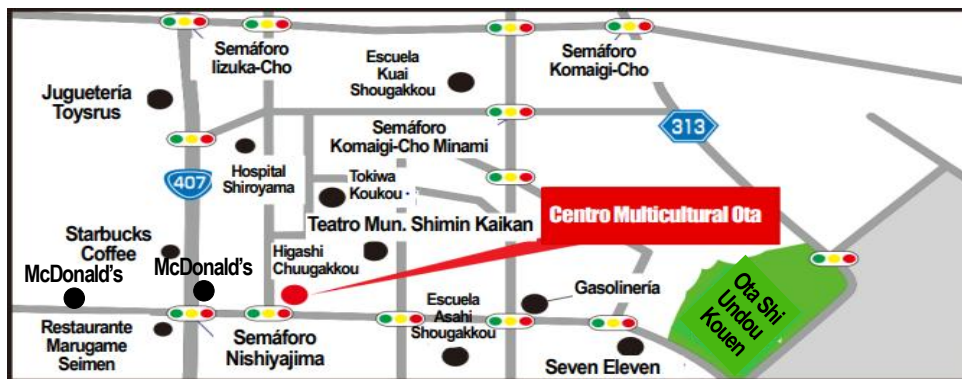 Semáforo
Iizuka-Cho
Escuela
Kuai
Shougakkou
Semáforo
Komaigi-Cho
Juguetería
Toysrus
313
Semáforo
Komaigi-Cho Minami
Hospital
Shiroyama
407
Tokiwa
Koukou
Centro Multicultural Ota
Teatro Mun. Shimin Kaikan
Starbucks
Coffee
Higashi
Chuugakkou
McDonald's
McDonald's
Gasolinería
Ota Shi
Undou
Kouen
Restaurante
Marugame
Seimen
Semáforo
Nishiyajima
Escuela
Asahi
Shougakkou
Seven Eleven